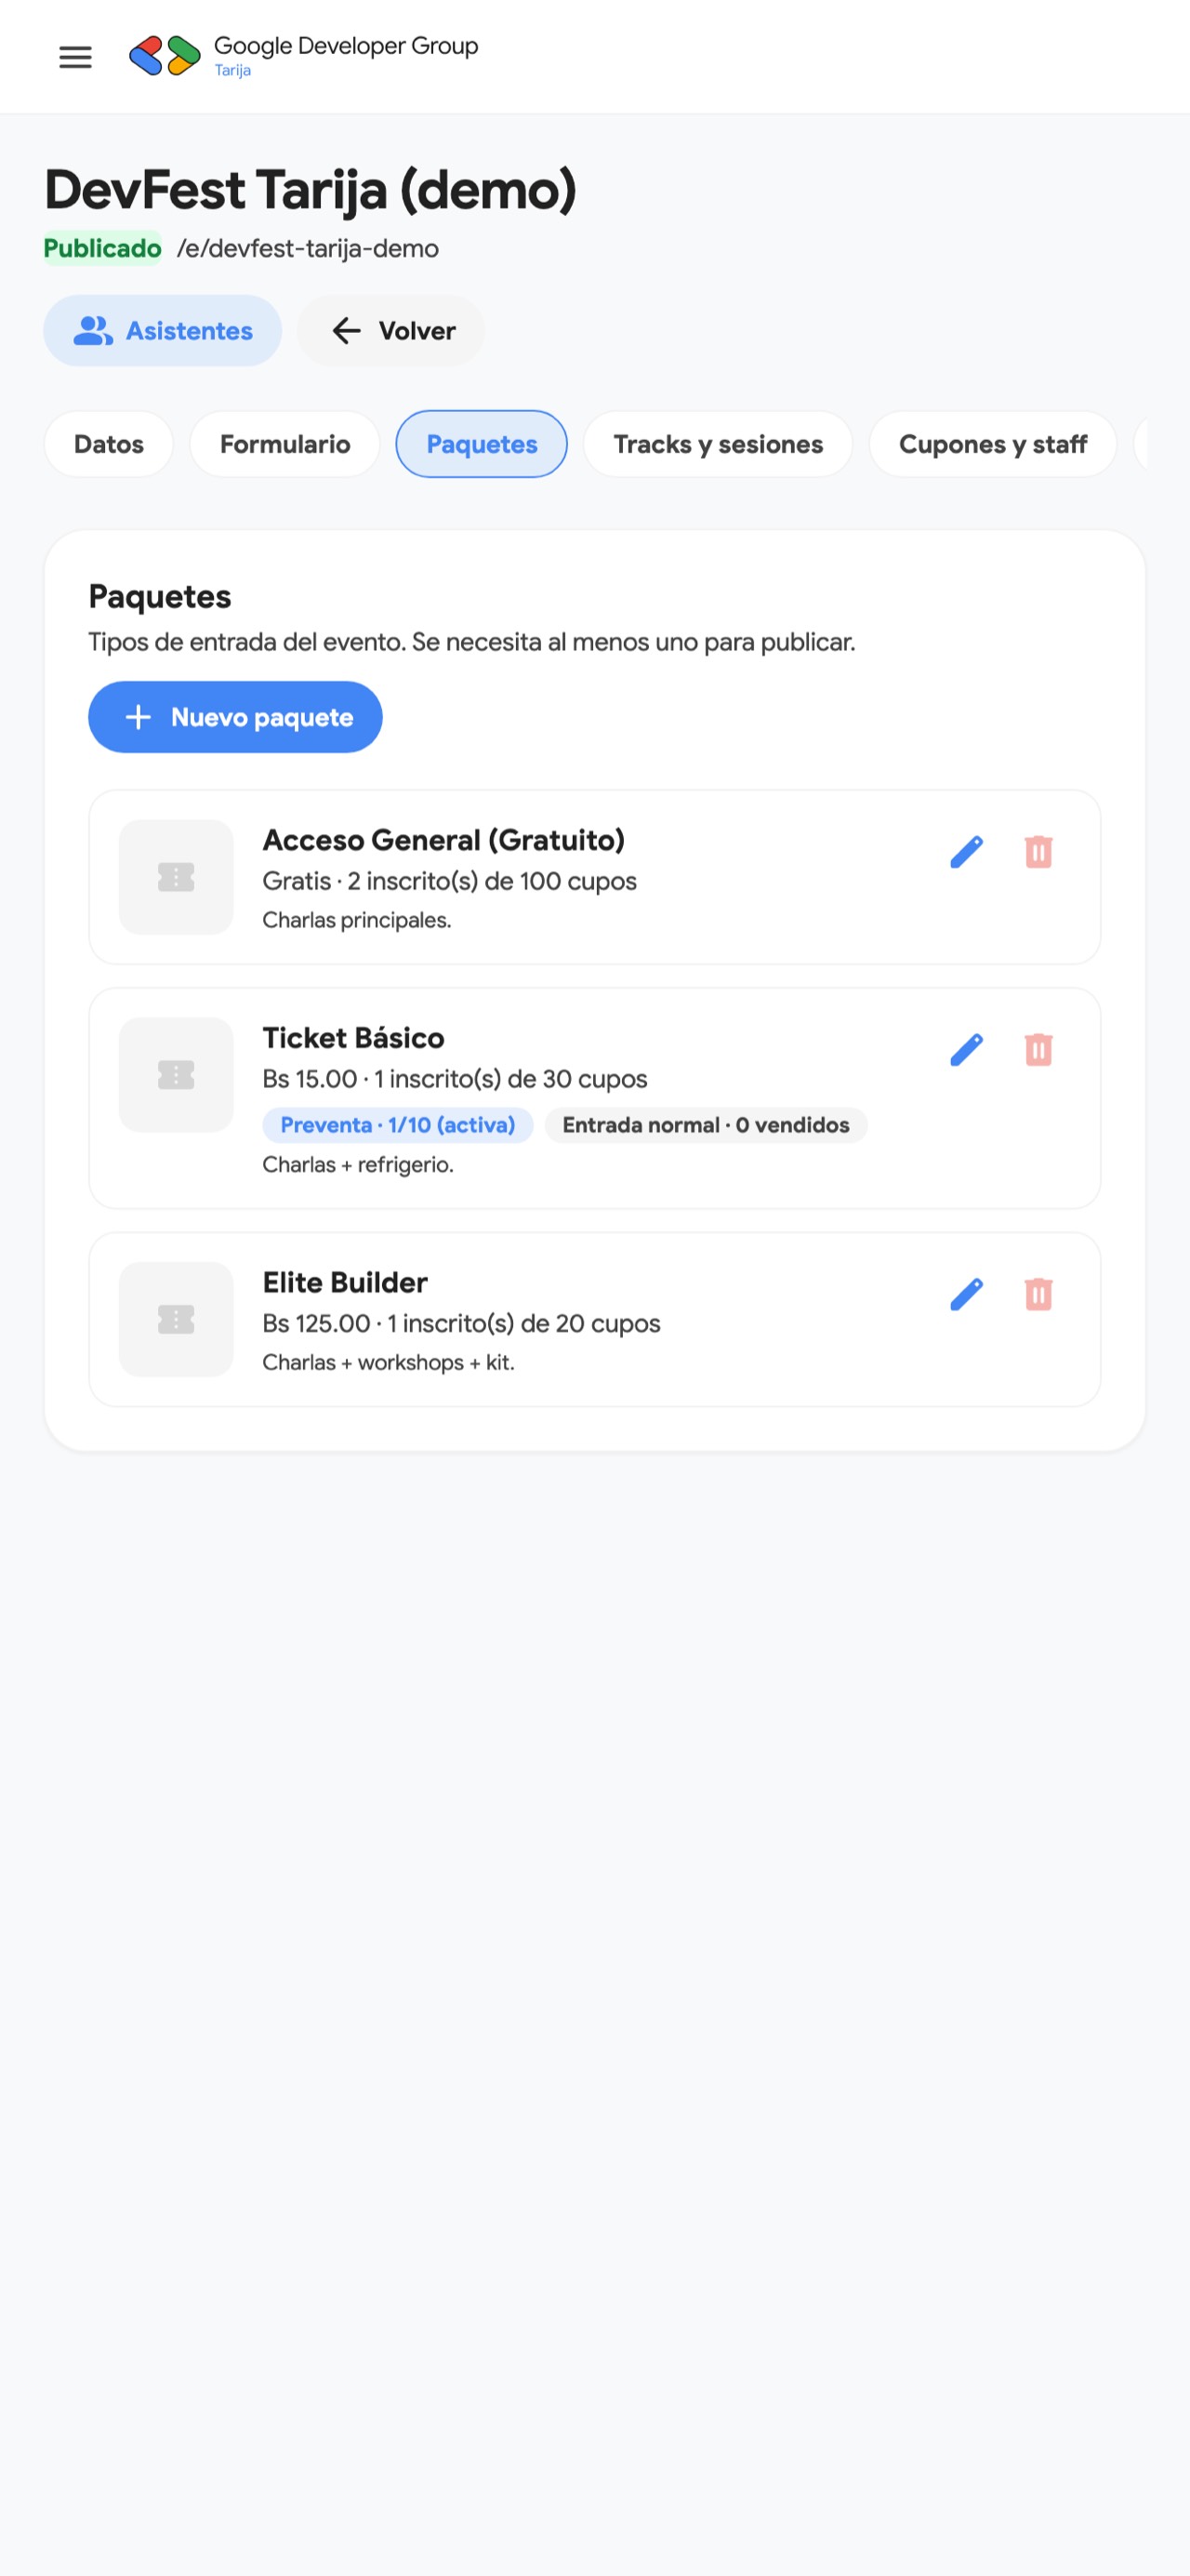 Google Developer Group
Tarija
DevFest Tarija (demo)
Publicado /e/devfest-tarija-demo
Asistentes
Volver
Datos
Formulario
Paquetes
Tracks y sesiones
Cupones y staff
Paquetes
Tipos de entrada del evento. Se necesita al menos uno para publicar.
Nuevo paquete
Acceso General (Gratuito)
Gratis · 2 inscrito(s) de 100 cupos
Charlas principales.
Ticket Básico
Bs 15.00 · 1 inscrito(s) de 30 cupos
Preventa · 1/10 (activa)
Entrada normal · 0 vendidos
Charlas + refrigerio.
Elite Builder
Bs 125.00 · 1 inscrito(s) de 20 cupos
Charlas + workshops + kit.